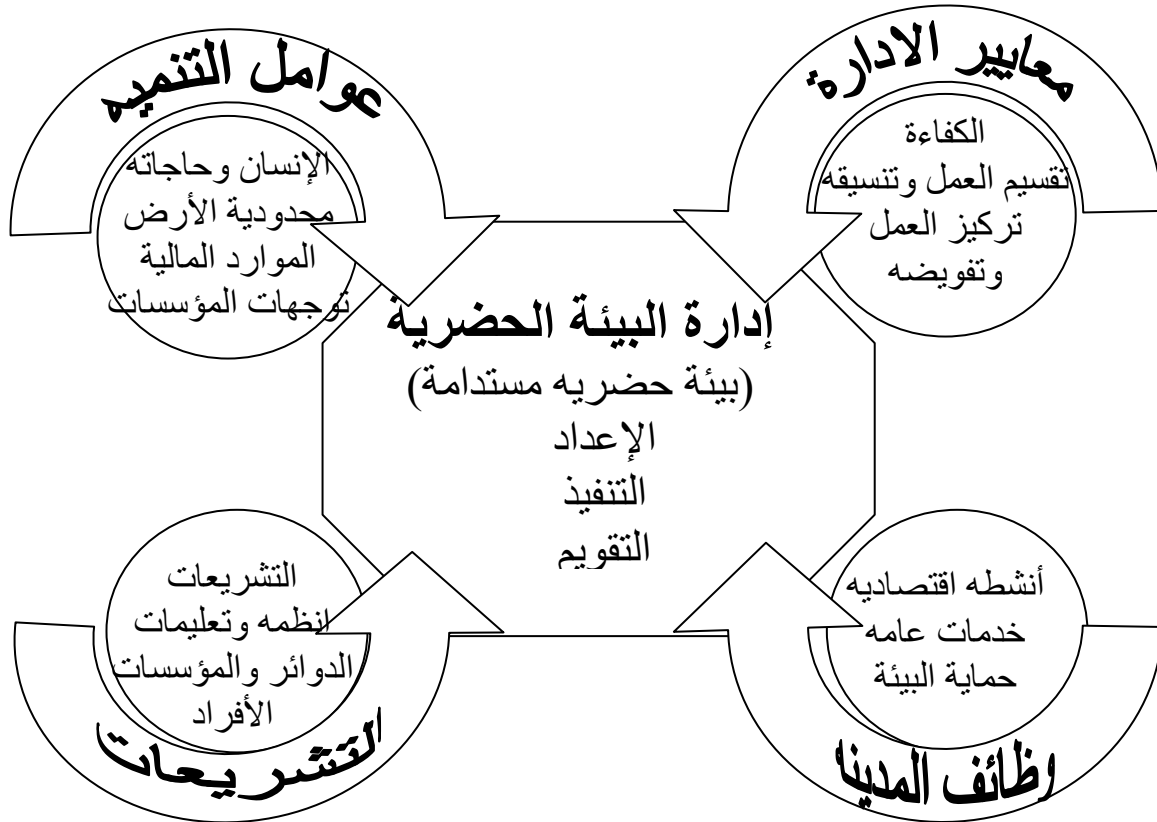 معايير الادارة
الكفاءة
تقسيم العمل وتنسيقه
تركيز العمل
وتفويضه
عوامل التنميه
الإنسان وحاجاته
محدودية الأرض
الموارد المالية
توجهات المؤسسات
إدارة البيئة الحضرية
(بيئة حضريه مستدامة)
الإعداد
التنفيذ
التقويم
أنشطه اقتصاديه
خدمات عامه
حماية البيئة
وظائف المدينه
التشريعات
انظمه وتعليمات
الدوائر والمؤسسات
الأفراد
التشريعات